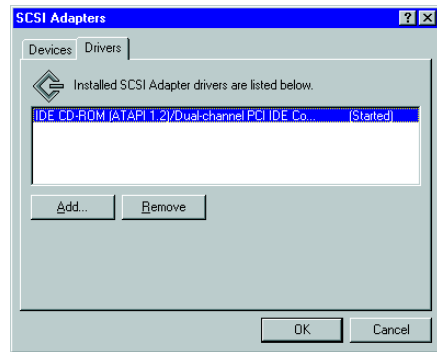 SCSI Adapters
Devices Drivers
Installed SCSI Adapter drivers are listed below.
IDE CD-ROM (ATAPI 1.2)/Dual-channel PCI IDE Co... (Started)
Add... Remove
OK Cancel